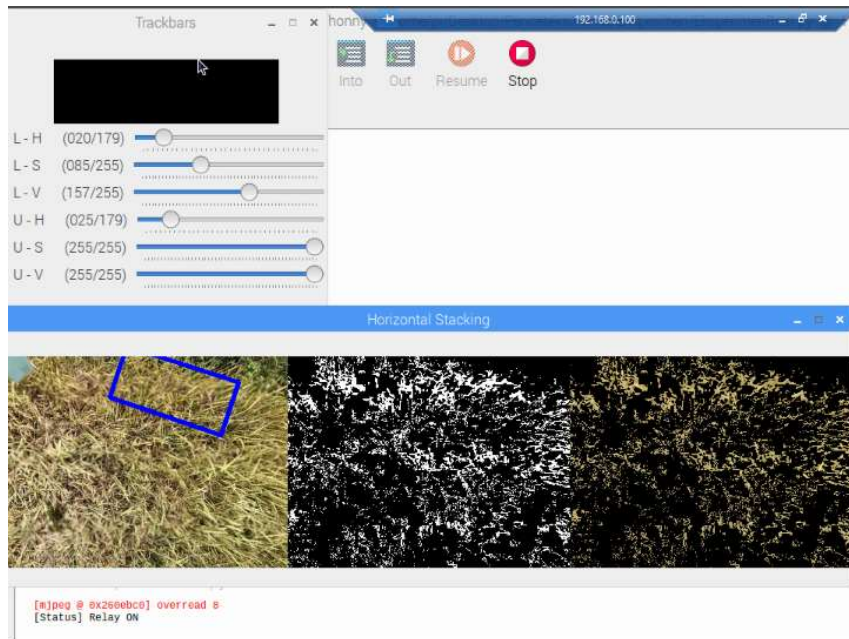 Trackbars
honny
192.168.0.100
Into
Out
Resume
Stop
L - H (020/179)
L - S (085/255)
L - V (157/255)
U - H (025/179)
U - S (255/255)
U - V (255/255)
Horizontal Stacking
[mjpeg @ 0x260ebc0] overread 8
[Status] Relay ON